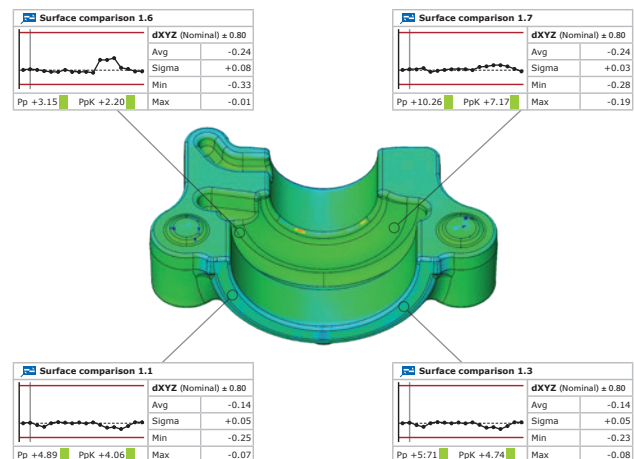 Surface comparison 1.6
dXYZ (Nominal) ± 0.80
Avg -0.24
Sigma +0.08
Min -0.33
Pp +3.15 PpK +2.20 Max -0.01
Surface comparison 1.7
dXYZ (Nominal) ± 0.80
Avg -0.24
Sigma +0.03
Min -0.28
Pp +10.26 PpK +7.17 Max -0.19
Surface comparison 1.1
dXYZ (Nominal) ± 0.80
Avg -0.14
Sigma +0.05
Min -0.25
Pp +4.89 PpK +4.06 Max -0.07
Surface comparison 1.3
dXYZ (Nominal) ± 0.80
Avg -0.14
Sigma +0.05
Min -0.23
Pp +5:71 PpK +4.74 Max -0.08